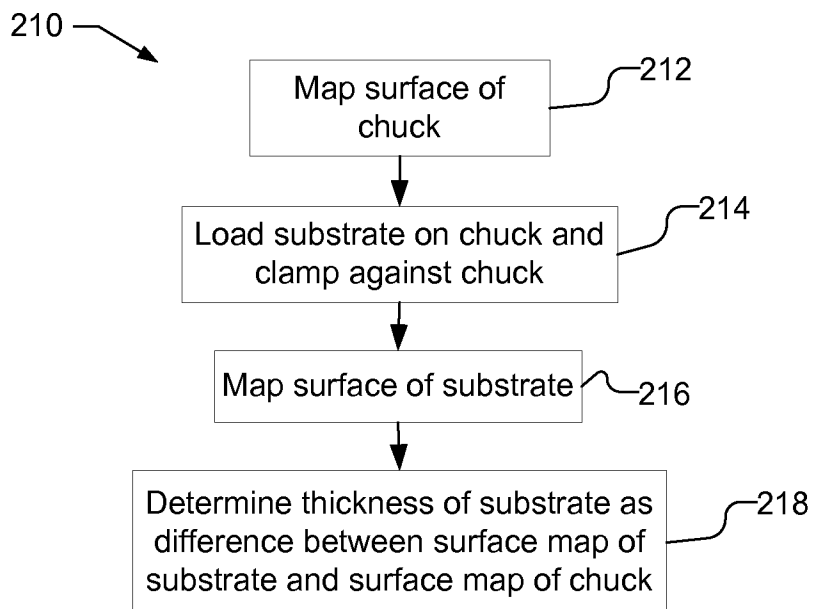 210
212
Map surface of
chuck
214
Load substrate on chuck and
clamp against chuck
Map surface of substrate
216
Determine thickness of substrate as
difference between surface map of
substrate and surface map of chuck
218